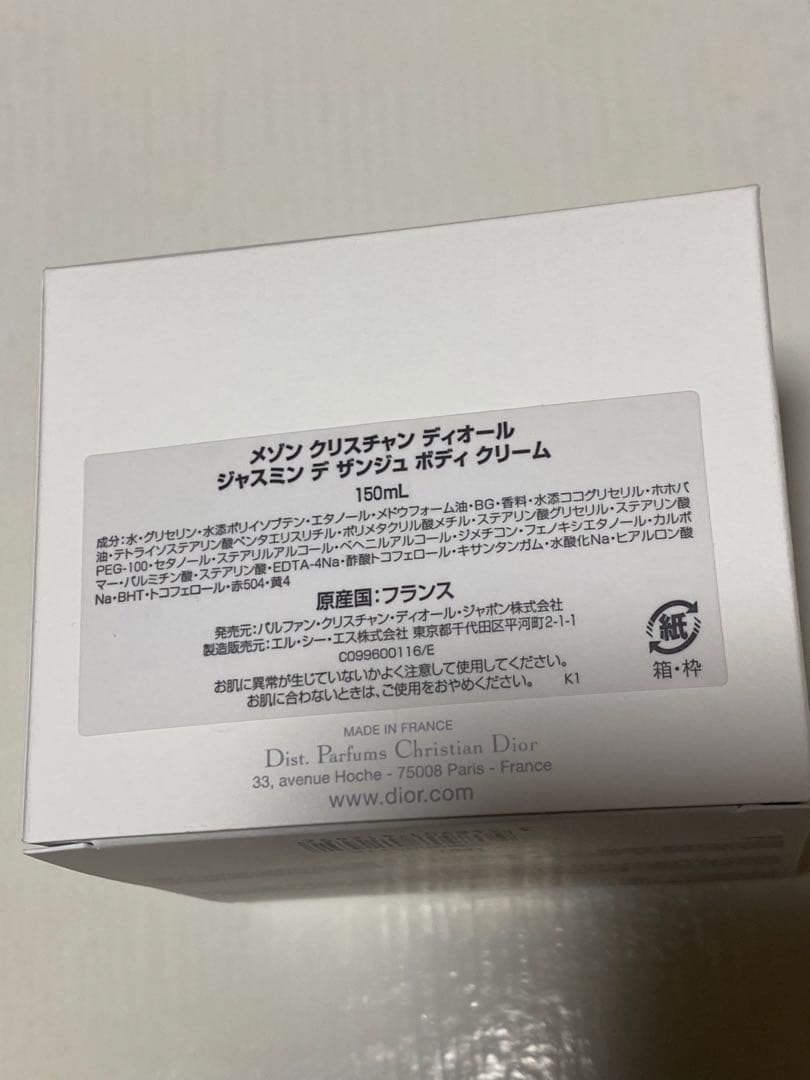 メゾン クリスチャン ディオール
ジャスミン デ ザンジュ ボディ クリーム
150mL
成分:水・グリセリン・水添ポリイソブテン・エタノール・メドウフォーム油・BG・香料・水添ココグリセリル・ホホバ
油・テトライソステアリン酸ペンタエリスリチル・ポリメタクリル酸メチル・ステアリン酸グリセリル・ステアリン酸
PEG-100・セタノール・ステアリルアルコール・ベヘニルアルコール・ジメチコン・フェノキシエタノール・カルボ
マー・パルミチン酸・ステアリン酸・EDTA-4Na・酢酸トコフェロール・キサンタンガム・水酸化Na・ヒアルロン酸
Na・BHT・トコフェロール・赤504・黄4
原産国:フランス
発売元:パルファン・クリスチャン・ディオール・ジャポン株式会社
製造販売元:エル・シー・エス株式会社 東京都千代田区平河町2-1-1
C099600116/E
お肌に異常が生じていないかよく注意して使用してください。
お肌に合わないときは、ご使用をおやめください。 K1
紙
箱・枠
MADE IN FRANCE
Dist. Parfums Christian Dior
33, avenue Hoche - 75008 Paris - France
www.dior.com